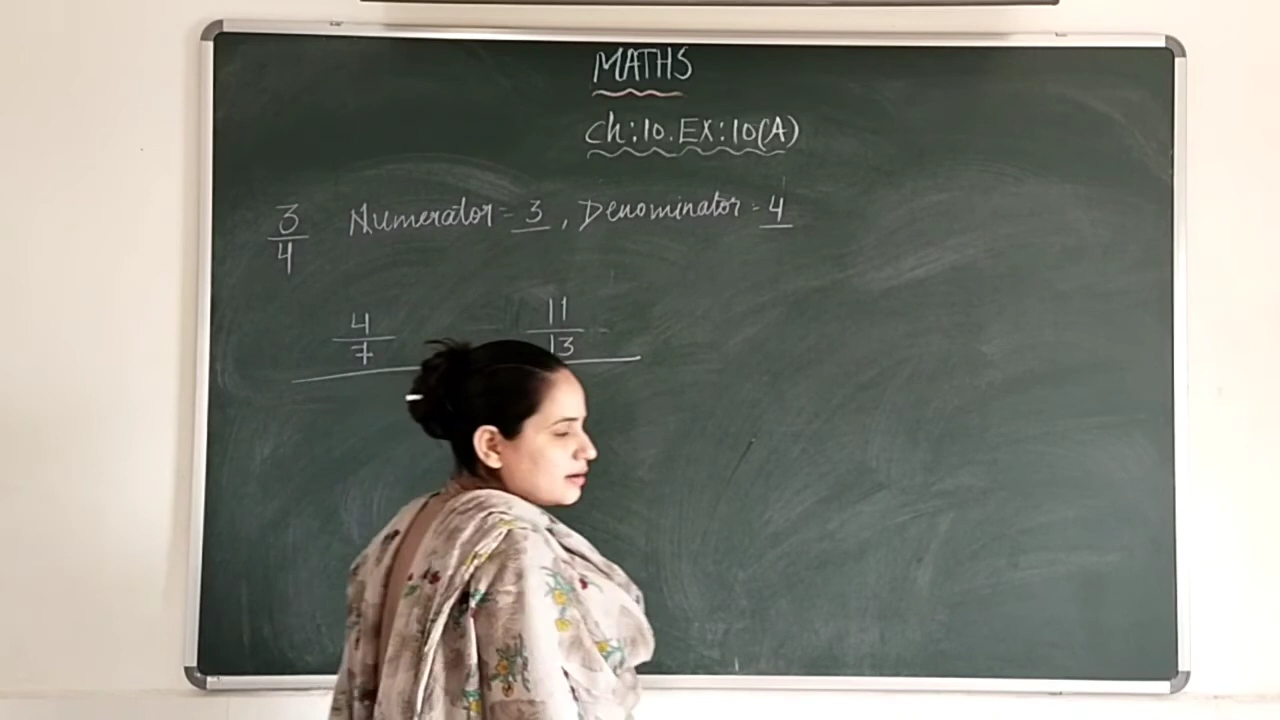 MATHS
Ch:10. EX:10(A)
3/4 Numerator = 3, Denominator = 4
4/7 11/13